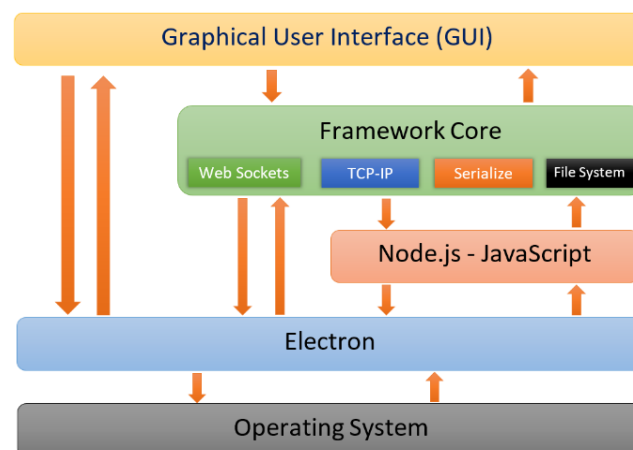 Graphical User Interface (GUI)
Framework Core
Web Sockets TCP-IP Serialize File System
Node.js - JavaScript
Electron
Operating System